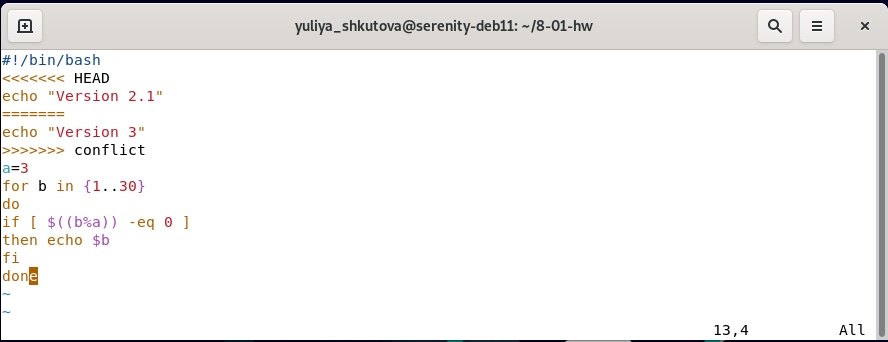 yuliya_shkutova@serenity-deb11: ~/8-01-hw
#!/bin/bash
<<<<<<< HEAD
echo "Version 2.1"
=======
echo "Version 3"
>>>>>>> conflict
a=3
for b in {1..30}
do
if [ $((b%a)) -eq 0 ]
then echo $b
fi
done
~
~
13,4 All